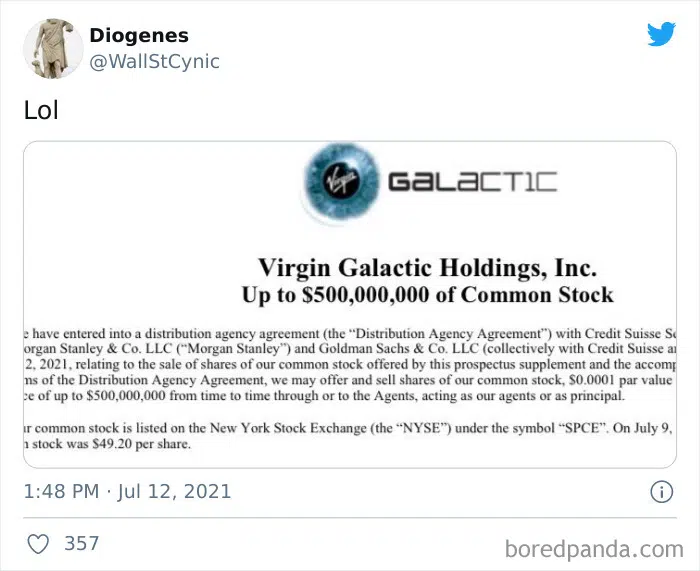 Diogenes
@WallStCynic
Lol
Virgin GALACTIC
Virgin Galactic Holdings, Inc.
Up to $500,000,000 of Common Stock
e have entered into a distribution agency agreement (the “Distribution Agency Agreement”) with Credit Suisse Se
organ Stanley & Co. LLC (“Morgan Stanley”) and Goldman Sachs & Co. LLC (collectively with Credit Suisse a
2, 2021, relating to the sale of shares of our common stock offered by this prospectus supplement and the accomp
ms of the Distribution Agency Agreement, we may offer and sell shares of our common stock, $0.0001 par value
ce of up to $500,000,000 from time to time through or to the Agents, acting as our agents or as principal.
r common stock is listed on the New York Stock Exchange (the “NYSE”) under the symbol “SPCE”. On July 9,
n stock was $49.20 per share.
1:48 PM · Jul 12, 2021
357
boredpanda.com